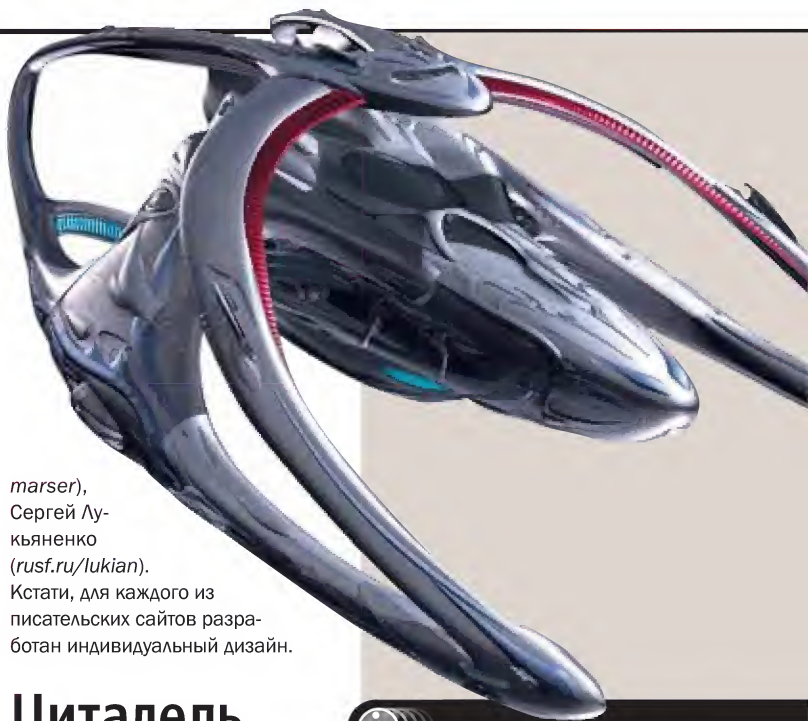 marser),
Сергей Лу-
кьяненко
(rusf.ru/lukian).
Кстати, для каждого из
писательских сайтов разра-
ботан индивидуальный дизайн.
Цитадель